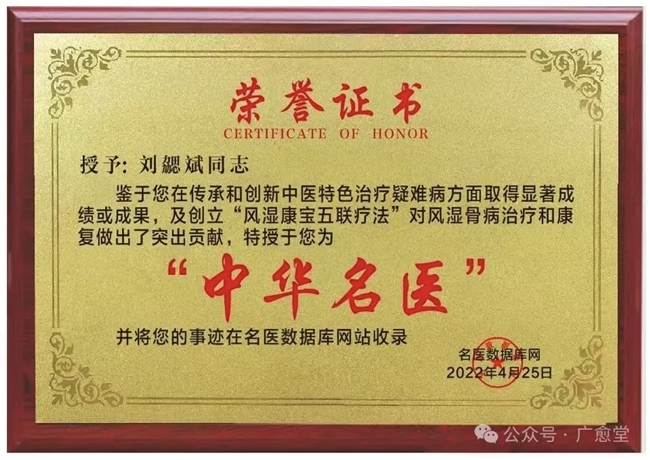 荣誉证书
CERTIFICATE OF HONOR
授予：刘勰斌同志
鉴于您在传承和创新中医特色治疗疑难病方面取得显著成
绩或成果，及创立“风湿康宝五联疗法”对风湿骨病治疗和康
复做出了突出贡献，特授于您为
“中华名医”
并将您的事迹在名医数据库网站收录
名医数据库网
2022年4月25日
公众号·广愈堂